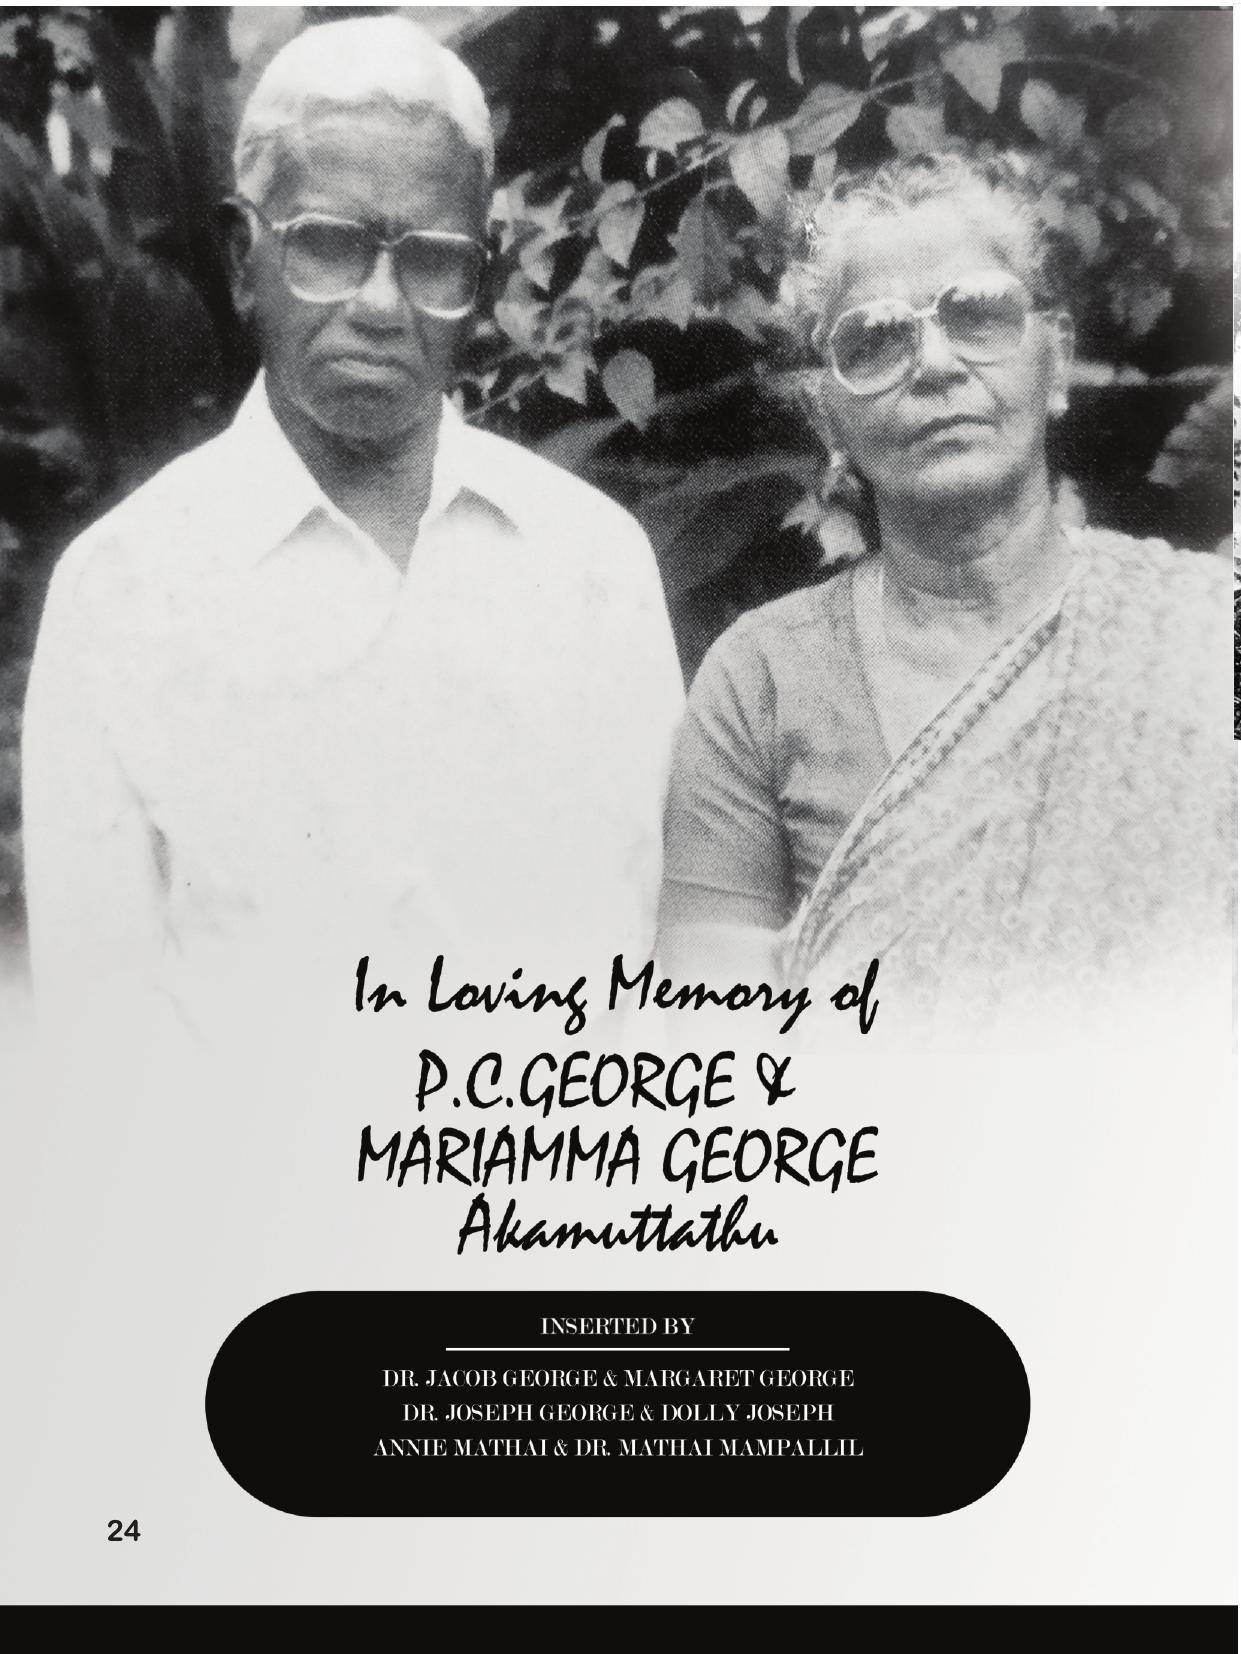 In Loving Memory of
P.C.GEORGE &
MARIAMMA GEORGE
Akamuttathu
INSERTED BY
DR. JACOB GEORGE & MARGARET GEORGE
DR. JOSEPH GEORGE & DOLLY JOSEPH
ANNIE MATHAI & DR. MATHAI MAMPALLIL
24